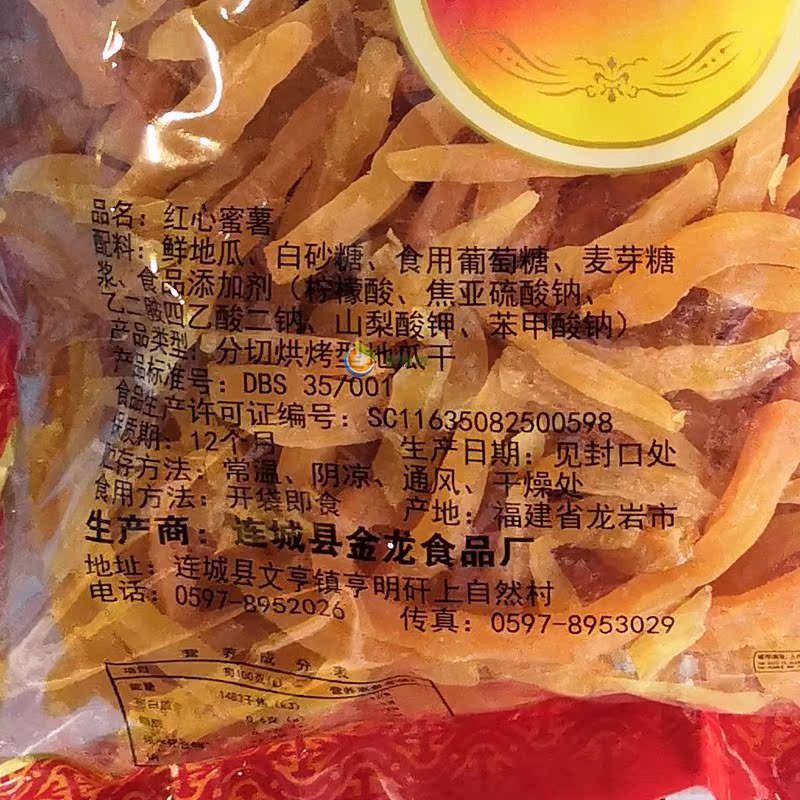 品名：红心蜜薯
配料：鲜地瓜、白砂糖、食用葡萄糖、麦芽糖
浆、食品添加剂（柠檬酸、焦亚硫酸钠、
乙二胺四乙酸二钠、山梨酸钾、苯甲酸钠）
产品类型：分切烘烤型地瓜干
产品标准号：DBS 35/001
食品生产许可证编号：SC11635082500598
保质期：12个月 生产日期：见封口处
贮存方法：常温、阴凉、通风、干燥处
食用方法：开袋即食 产地：福建省龙岩市
生产商：连城县金龙食品厂
地址：连城县文亨镇亨明矸上自然村
电话：0597-8952026 传真：0597-8953029
营养成分表
项目 每100克(g)
能量 1483千焦(kJ)
蛋白质